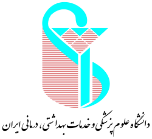 دانشگاه علوم پزشکی و خدمات بهداشتی، درمانی ایران